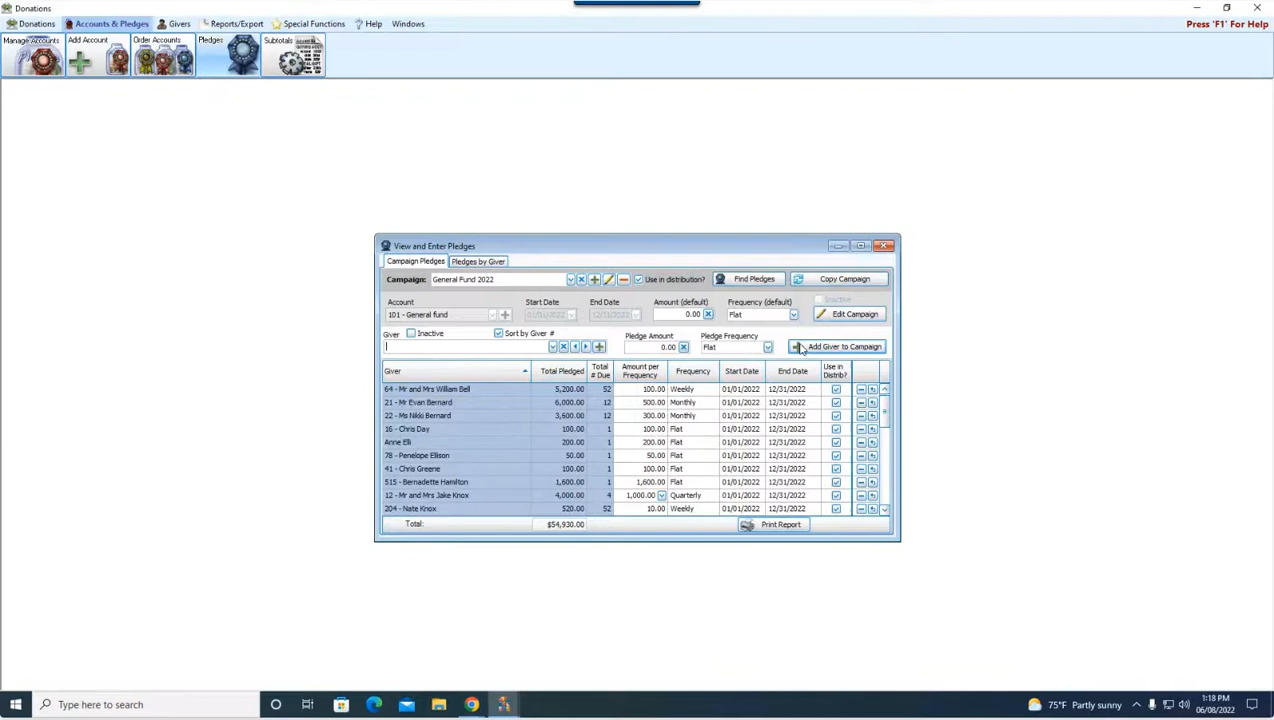 Donations
Donations Accounts & Pledges Givers Reports/Export Special Functions Help Windows Press 'F1' For Help
Manage Accounts Add Account Order Accounts Pledges Subtotals
View and Enter Pledges
Campaign Pledges Pledges by Giver
Campaign: General Fund 2022 Use in distribution? Find Pledges Copy Campaign
Account Start Date End Date Amount (default) Frequency (default) Inactive
101 - General fund 01/01/2022 12/31/2022 0.00 Flat Edit Campaign
Giver Inactive Sort by Giver # Pledge Amount Pledge Frequency
0.00 Flat Add Giver to Campaign
Giver Total Pledged Total # Due Amount per Frequency Frequency Start Date End Date Use in Distrib?
64 - Mr and Mrs William Bell 5,200.00 52 100.00 Weekly 01/01/2022 12/31/2022
21 - Mr Evan Bernard 6,000.00 12 500.00 Monthly 01/01/2022 12/31/2022
22 - Ms Nikki Bernard 3,600.00 12 300.00 Monthly 01/01/2022 12/31/2022
16 - Chris Day 100.00 1 100.00 Flat 01/01/2022 12/31/2022
Anne Elli 200.00 1 200.00 Flat 01/01/2022 12/31/2022
78 - Penelope Ellison 50.00 1 50.00 Flat 01/01/2022 12/31/2022
41 - Chris Greene 100.00 1 100.00 Flat 01/01/2022 12/31/2022
515 - Bernadette Hamilton 1,600.00 1 1,600.00 Flat 01/01/2022 12/31/2022
12 - Mr and Mrs Jake Knox 4,000.00 4 1,000.00 Quarterly 01/01/2022 12/31/2022
204 - Nate Knox 520.00 52 10.00 Weekly 01/01/2022 12/31/2022
Total: $54,930.00 Print Report
Type here to search 75°F Partly sunny 1:18 PM
06/08/2022